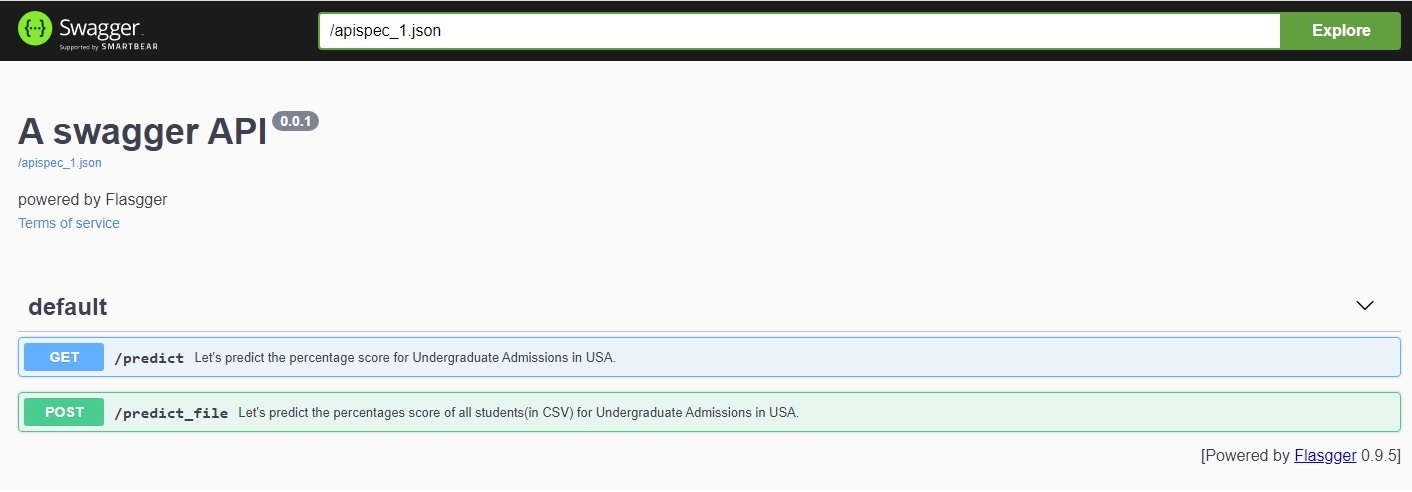 Swagger
Supported by SMARTBEAR
/apispec_1.json
Explore
A swagger API 0.0.1
/apispec_1.json
powered by Flasgger
Terms of service
default
GET /predict Let's predict the percentage score for Undergraduate Admissions in USA.
POST /predict_file Let's predict the percentages score of all students(in CSV) for Undergraduate Admissions in USA.
[Powered by Flasgger 0.9.5]